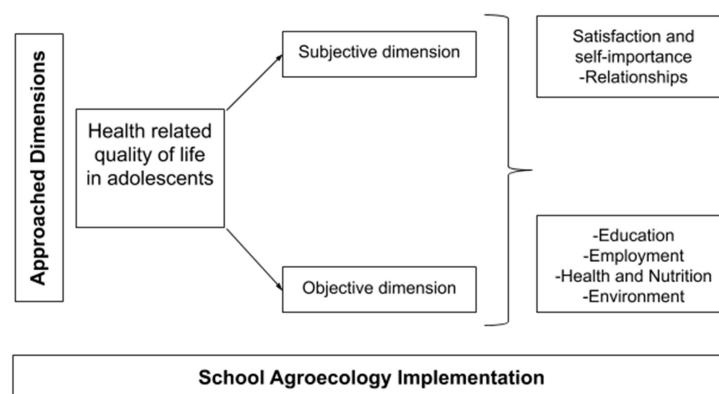 Approached Dimensions
Health related
quality of life
in adolescents
Subjective dimension
Objective dimension
Satisfaction and
self-importance
-Relationships
-Education
-Employment
-Health and Nutrition
-Environment
School Agroecology Implementation